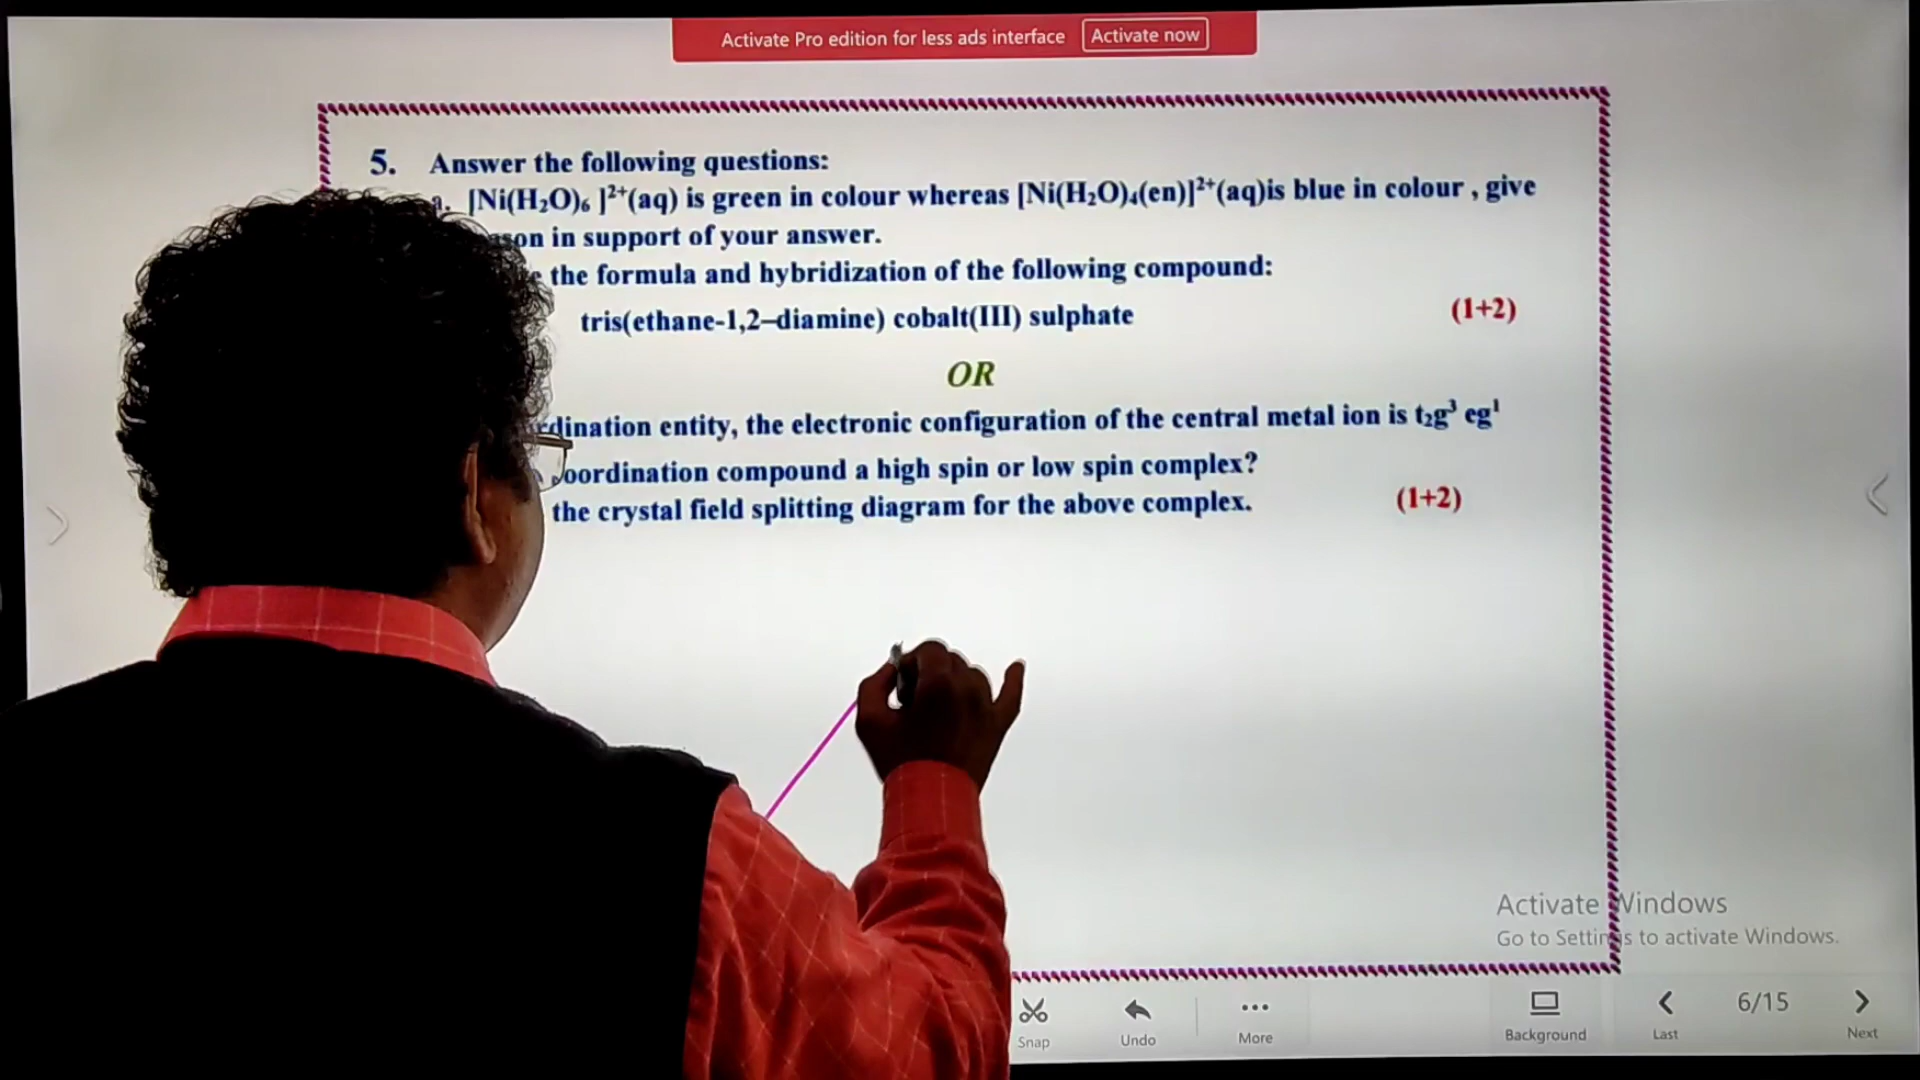 Activate Pro edition for less ads interface Activate now
5. Answer the following questions:
a. [Ni(H₂O)₆ ]²⁺(aq) is green in colour whereas [Ni(H₂O)₄(en)]²⁺(aq)is blue in colour , give
in support of your answer.
the formula and hybridization of the following compound:
tris(ethane-1,2–diamine) cobalt(III) sulphate (1+2)
OR
entity, the electronic configuration of the central metal ion is t₂g³ eg¹
compound a high spin or low spin complex?
the crystal field splitting diagram for the above complex. (1+2)
Activate Windows
Go to Settings to activate Windows.
Snap Undo More Background Last 6/15 Next